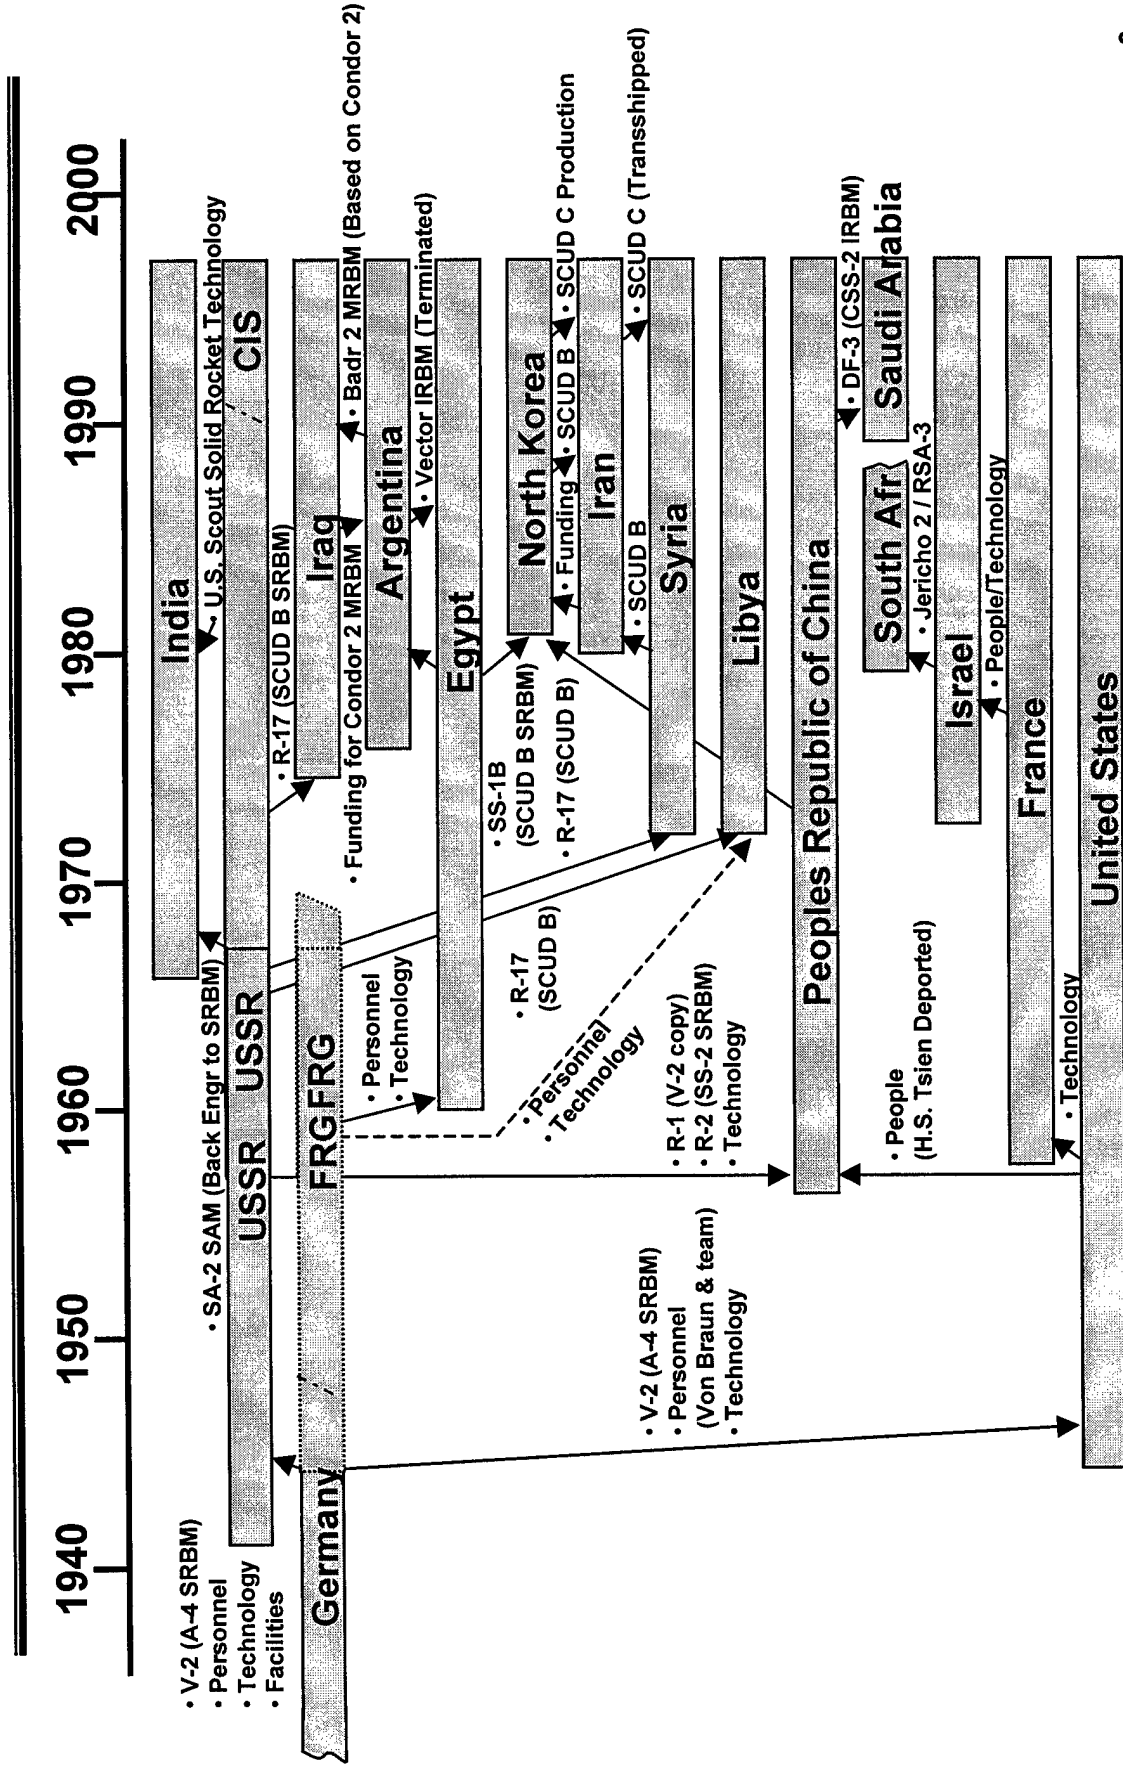 1940 1950 1960 1970 1980 1990 2000
India
• SA-2 SAM (Back Engr to SRBM)
• U.S. Scout Solid Rocket Technology
• V-2 (A-4 SRBM)
• Personnel
• Technology
• Facilities
USSR USSR CIS
• R-17 (SCUD B SRBM)
Germany FRG FRG
Iraq
• Funding for Condor 2 MRBM
• Badr 2 MRBM (Based on Condor 2)
Argentina
• Personnel
• Technology
• Vector IRBM (Terminated)
Egypt
• SS-1B
(SCUD B SRBM)
• R-17
(SCUD B)
• R-17 (SCUD B)
North Korea
• Funding
• SCUD B
• SCUD C Production
Iran
• SCUD B
• SCUD C (Transshipped)
Syria
• Personnel
• Technology
• V-2 (A-4 SRBM)
• Personnel
(Von Braun & team)
• Technology
• R-1 (V-2 copy)
• R-2 (SS-2 SRBM)
• Technology
Libya
Peoples Republic of China
• DF-3 (CSS-2 IRBM)
• People
(H.S. Tsien Deported)
South Afr
Saudi Arabia
• Jericho 2 / RSA-3
Israel
• People/Technology
France
• Technology
United States